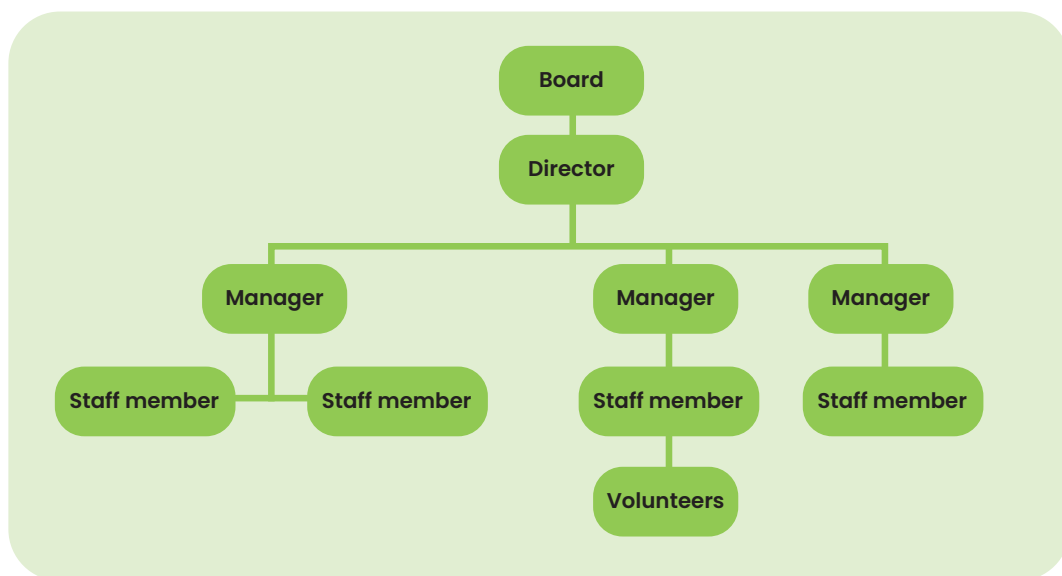 Board
Director
Manager
Manager
Manager
Staff member
Staff member
Staff member
Staff member
Volunteers